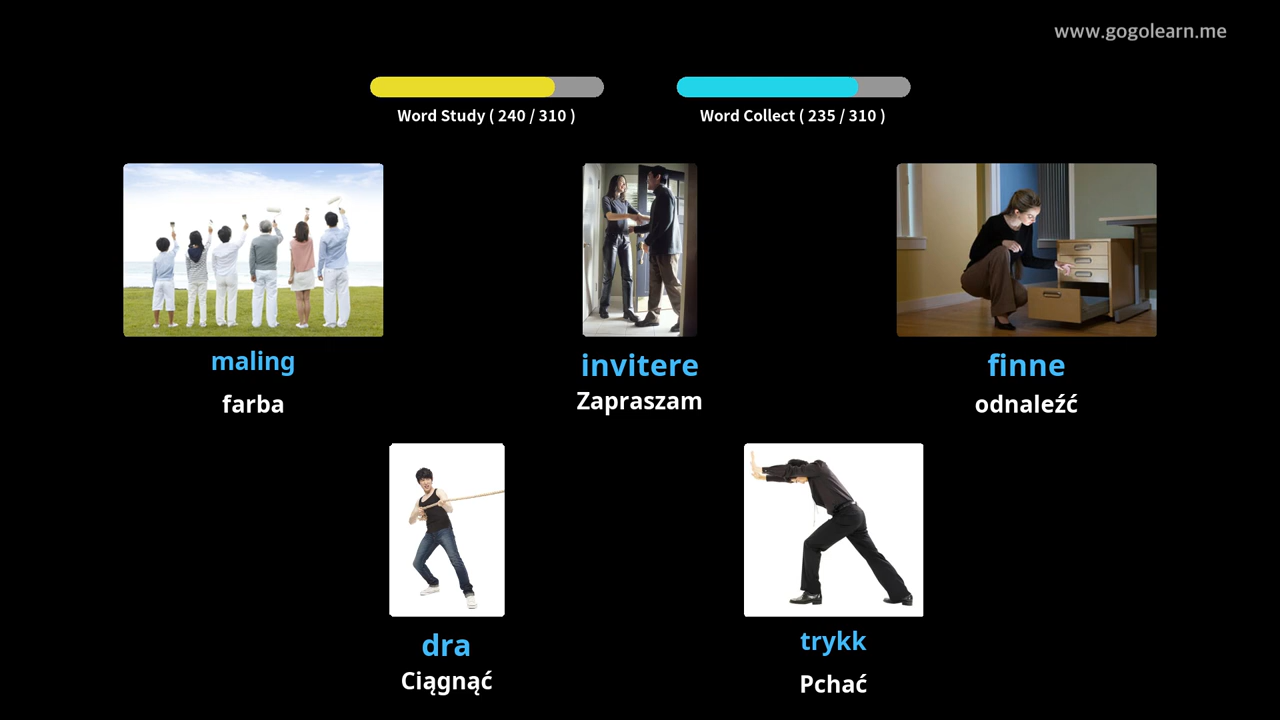 www.gogolearn.me
Word Study ( 240 / 310 )
Word Collect ( 235 / 310 )
maling
farba
invitere
Zapraszam
finne
odnaleźć
dra
Ciągnąć
trykk
Pchać